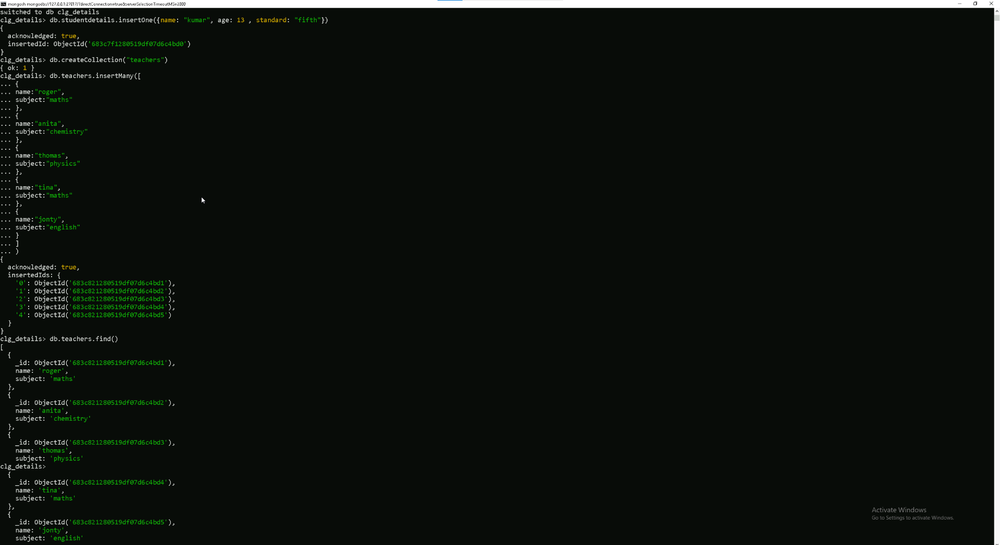 mongosh mongodb://127.0.0.1:27017/?directConnection=true&serverSelectionTimeoutMS=2000
switched to db clg_details
clg_details> db.studentdetails.insertOne({name: "kumar", age: 13 , standard: "fifth"})
{
  acknowledged: true,
  insertedId: ObjectId('683c7f1280519df07d6c4bd0')
}
clg_details> db.createCollection("teachers")
{ ok: 1 }
clg_details> db.teachers.insertMany([
... {
... name:"roger",
... subject:"maths"
... },
... {
... name:"anita",
... subject:"chemistry"
... },
... {
... name:"thomas",
... subject:"physics"
... },
... {
... name:"tina",
... subject:"maths"
... },
... {
... name:"jonty",
... subject:"english"
... }
... ]
... )
{
  acknowledged: true,
  insertedIds: {
    '0': ObjectId('683c821280519df07d6c4bd1'),
    '1': ObjectId('683c821280519df07d6c4bd2'),
    '2': ObjectId('683c821280519df07d6c4bd3'),
    '3': ObjectId('683c821280519df07d6c4bd4'),
    '4': ObjectId('683c821280519df07d6c4bd5')
  }
}
clg_details> db.teachers.find()
[
  {
    _id: ObjectId('683c821280519df07d6c4bd1'),
    name: 'roger',
    subject: 'maths'
  },
  {
    _id: ObjectId('683c821280519df07d6c4bd2'),
    name: 'anita',
    subject: 'chemistry'
  },
  {
    _id: ObjectId('683c821280519df07d6c4bd3'),
    name: 'thomas',
    subject: 'physics'
clg_details>
  {
    _id: ObjectId('683c821280519df07d6c4bd4'),
    name: 'tina',
    subject: 'maths'
  },
  {
    _id: ObjectId('683c821280519df07d6c4bd5'),
    name: 'jonty',
    subject: 'english'
Activate Windows
Go to Settings to activate Windows.